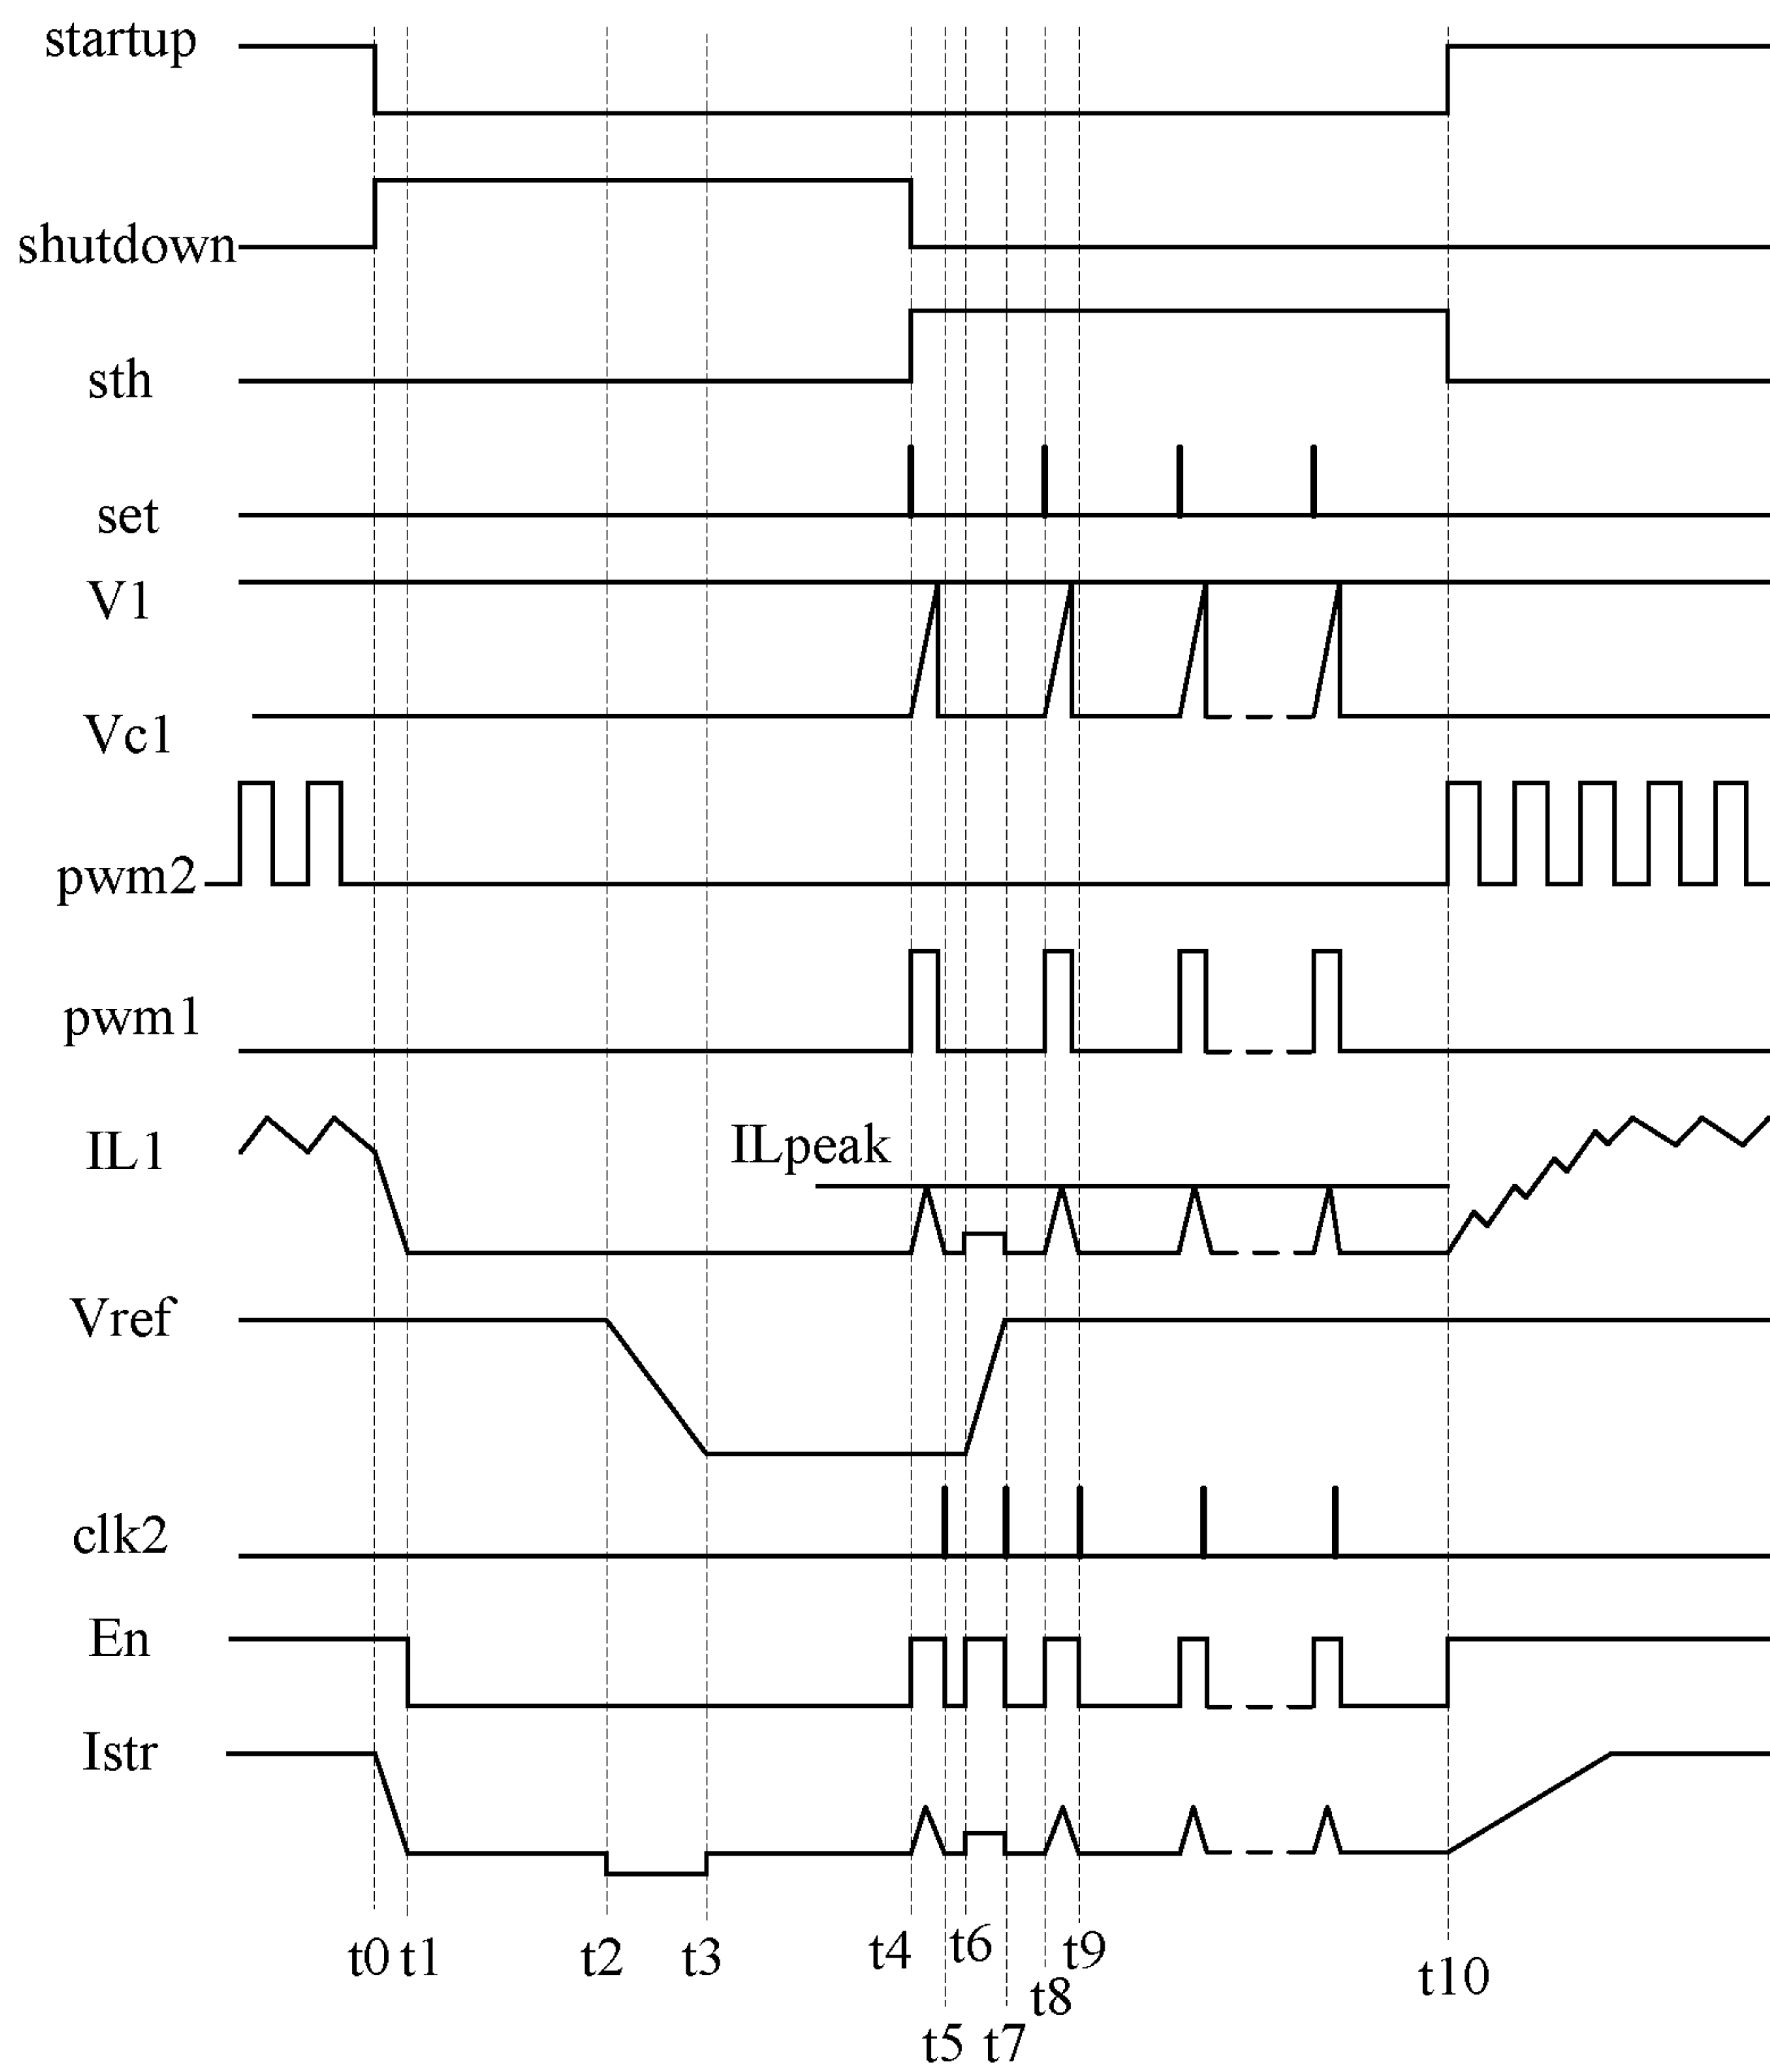 startup
shutdown
sth
set
V1
Vc1
pwm2
pwm1
IL1
ILpeak
Vref
clk2
En
Istr
t0 t1 t2 t3 t4 t6 t9 t10
t8
t5 t7